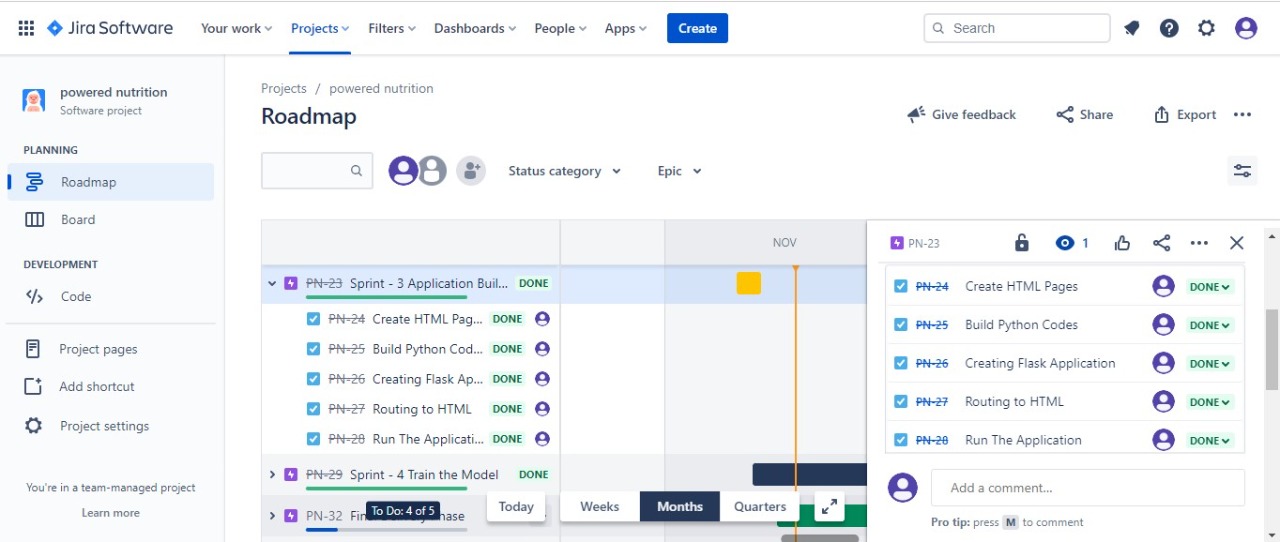 Jira Software Your work Projects Filters Dashboards People Apps Create Search
powered nutrition
Software project
PLANNING
Roadmap
Board
DEVELOPMENT
Code
Project pages
Add shortcut
Project settings
You're in a team-managed project
Learn more
Projects / powered nutrition
Roadmap
Give feedback Share Export
Status category Epic
NOV
PN-23 Sprint - 3 Application Buil... DONE
PN-24 Create HTML Pag... DONE
PN-25 Build Python Cod... DONE
PN-26 Creating Flask Ap... DONE
PN-27 Routing to HTML DONE
PN-28 Run The Applicati... DONE
PN-29 Sprint - 4 Train the Model DONE
PN-32
To Do: 4 of 5
Today Weeks Months Quarters
PN-23 1
PN-24 Create HTML Pages DONE
PN-25 Build Python Codes DONE
PN-26 Creating Flask Application DONE
PN-27 Routing to HTML DONE
PN-28 Run The Application DONE
Add a comment...
Pro tip: press M to comment